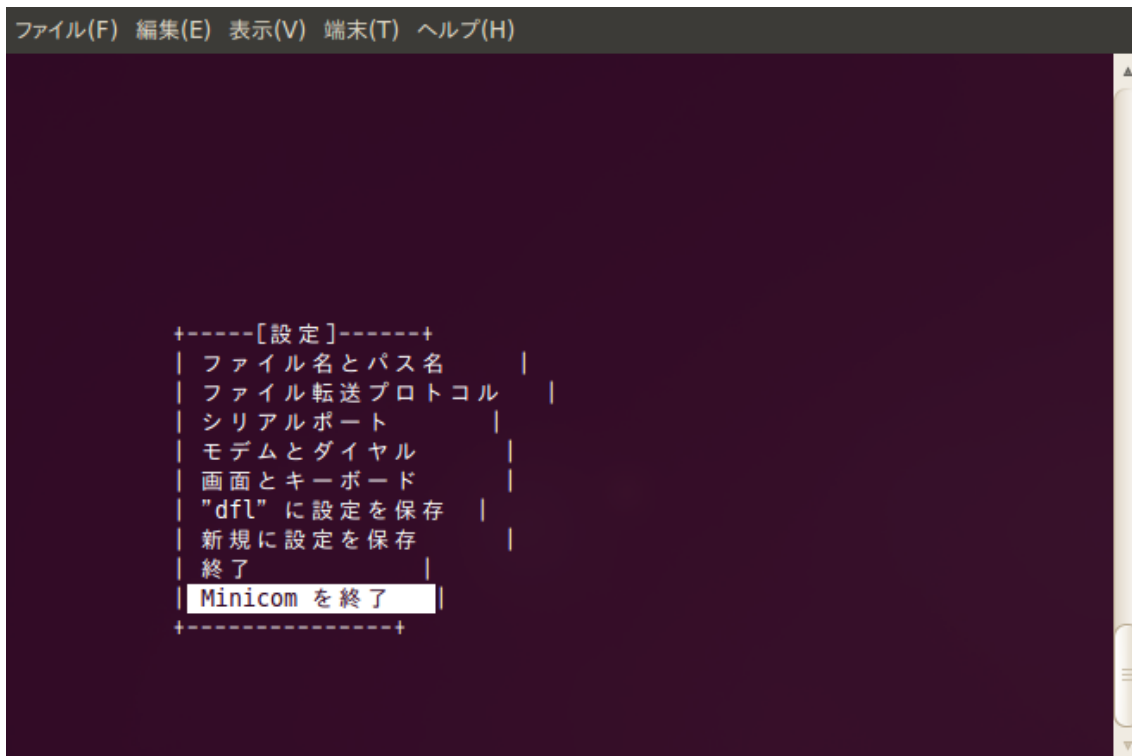 ファイル(F) 編集(E) 表示(V) 端末(T) ヘルプ(H)
+-----[設定]------+
| ファイル名とパス名 |
| ファイル転送プロトコル |
| シリアルポート |
| モデムとダイヤル |
| 画面とキーボード |
| "dfl" に設定を保存 |
| 新規に設定を保存 |
| 終了 |
| Minicom を終了 |
+---------------+